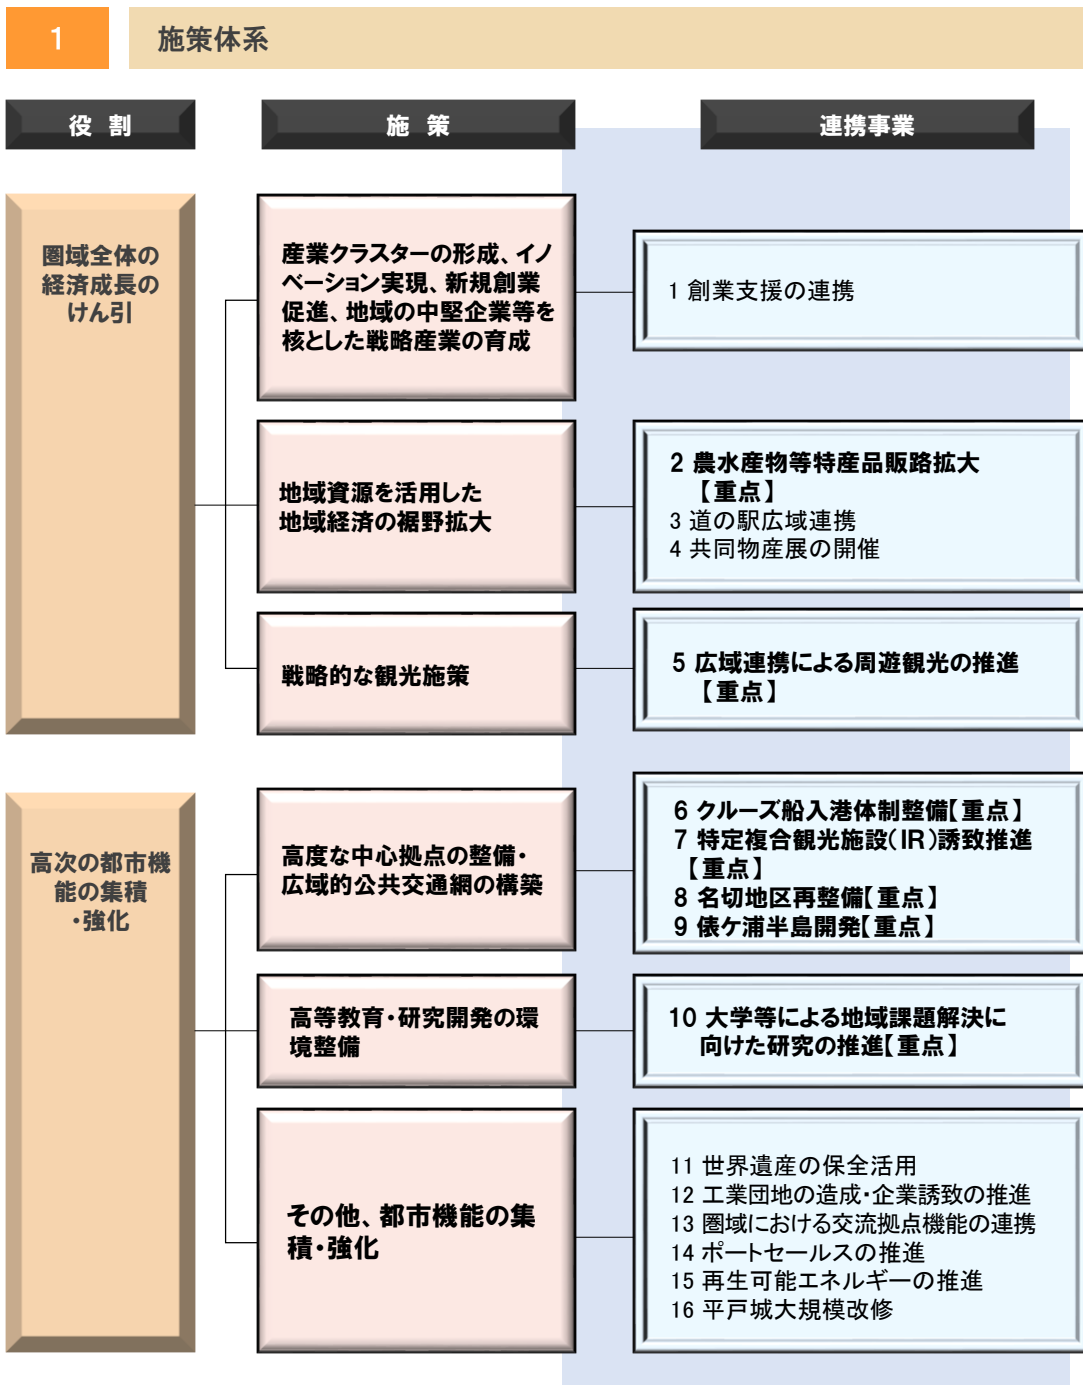 1
施策体系
役 割
施 策
連携事業
圏域全体の
経済成長の
けん引
産業クラスターの形成、イノ
ベーション実現、新規創業
促進、地域の中堅企業等を
核とした戦略産業の育成
1 創業支援の連携
地域資源を活用した
地域経済の裾野拡大
2 農水産物等特産品販路拡大
【重点】
3 道の駅広域連携
4 共同物産展の開催
戦略的な観光施策
5 広域連携による周遊観光の推進
【重点】
高次の都市機
能の集積
・強化
高度な中心拠点の整備・
広域的公共交通網の構築
6 クルーズ船入港体制整備【重点】
7 特定複合観光施設(IR)誘致推進
【重点】
8 名切地区再整備【重点】
9 俵ケ浦半島開発【重点】
高等教育・研究開発の環
境整備
10 大学等による地域課題解決に
向けた研究の推進【重点】
その他、都市機能の集
積・強化
11 世界遺産の保全活用
12 工業団地の造成・企業誘致の推進
13 圏域における交流拠点機能の連携
14 ポートセールスの推進
15 再生可能エネルギーの推進
16 平戸城大規模改修